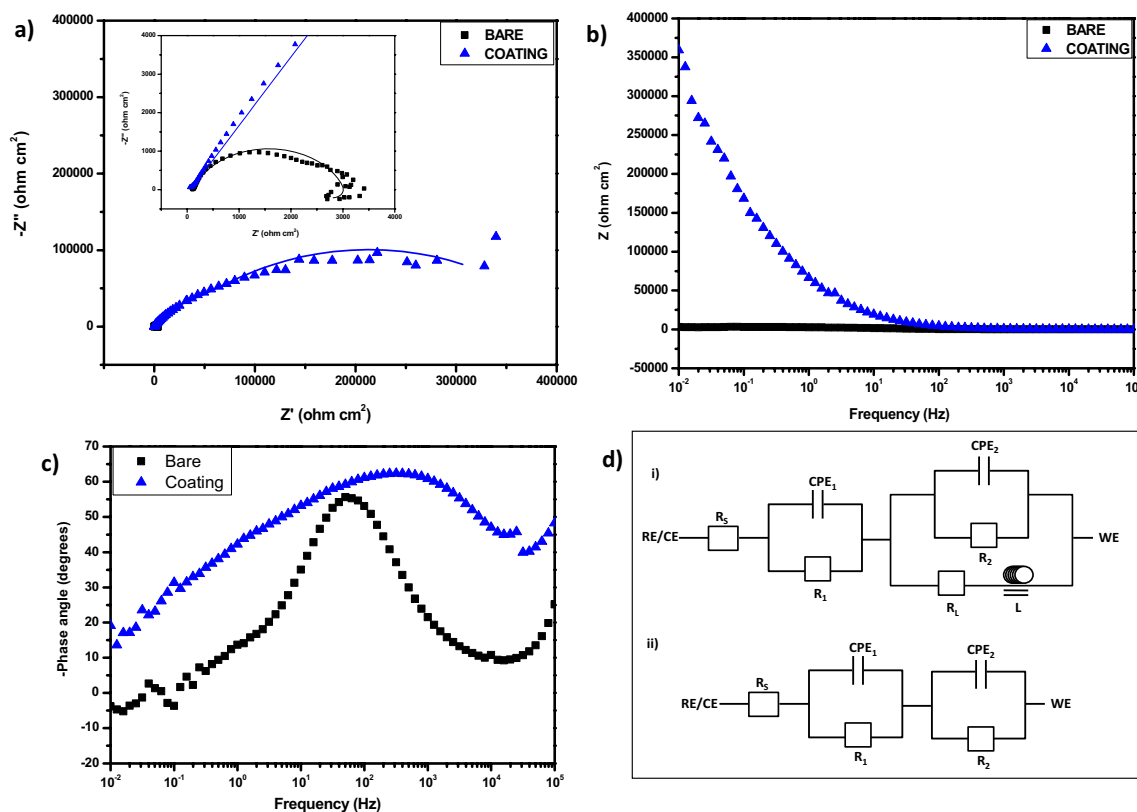 a)
BARE
COATING
-Z'' (ohm cm²)
400000
300000
200000
100000
0
0
100000
200000
300000
400000
Z' (ohm cm²)
-Z'' (ohm cm²)
4000
3000
2000
1000
0
0
1000
2000
3000
4000
Z' (ohm cm²)
b)
BARE
COATING
Z (ohm cm²)
400000
350000
300000
250000
200000
150000
100000
50000
0
-50000
10⁻²
10⁻¹
10⁰
10¹
10²
10³
10⁴
10⁵
Frequency (Hz)
c)
Bare
Coating
-Phase angle (degrees)
70
60
50
40
30
20
10
0
-10
-20
10⁻²
10⁻¹
10⁰
10¹
10²
10³
10⁴
10⁵
Frequency (Hz)
d)
i)
CPE₂
CPE₁
R_S
RE/CE
R₂
WE
R₁
R_L
L
ii)
CPE₁
CPE₂
R_S
RE/CE
WE
R₁
R₂